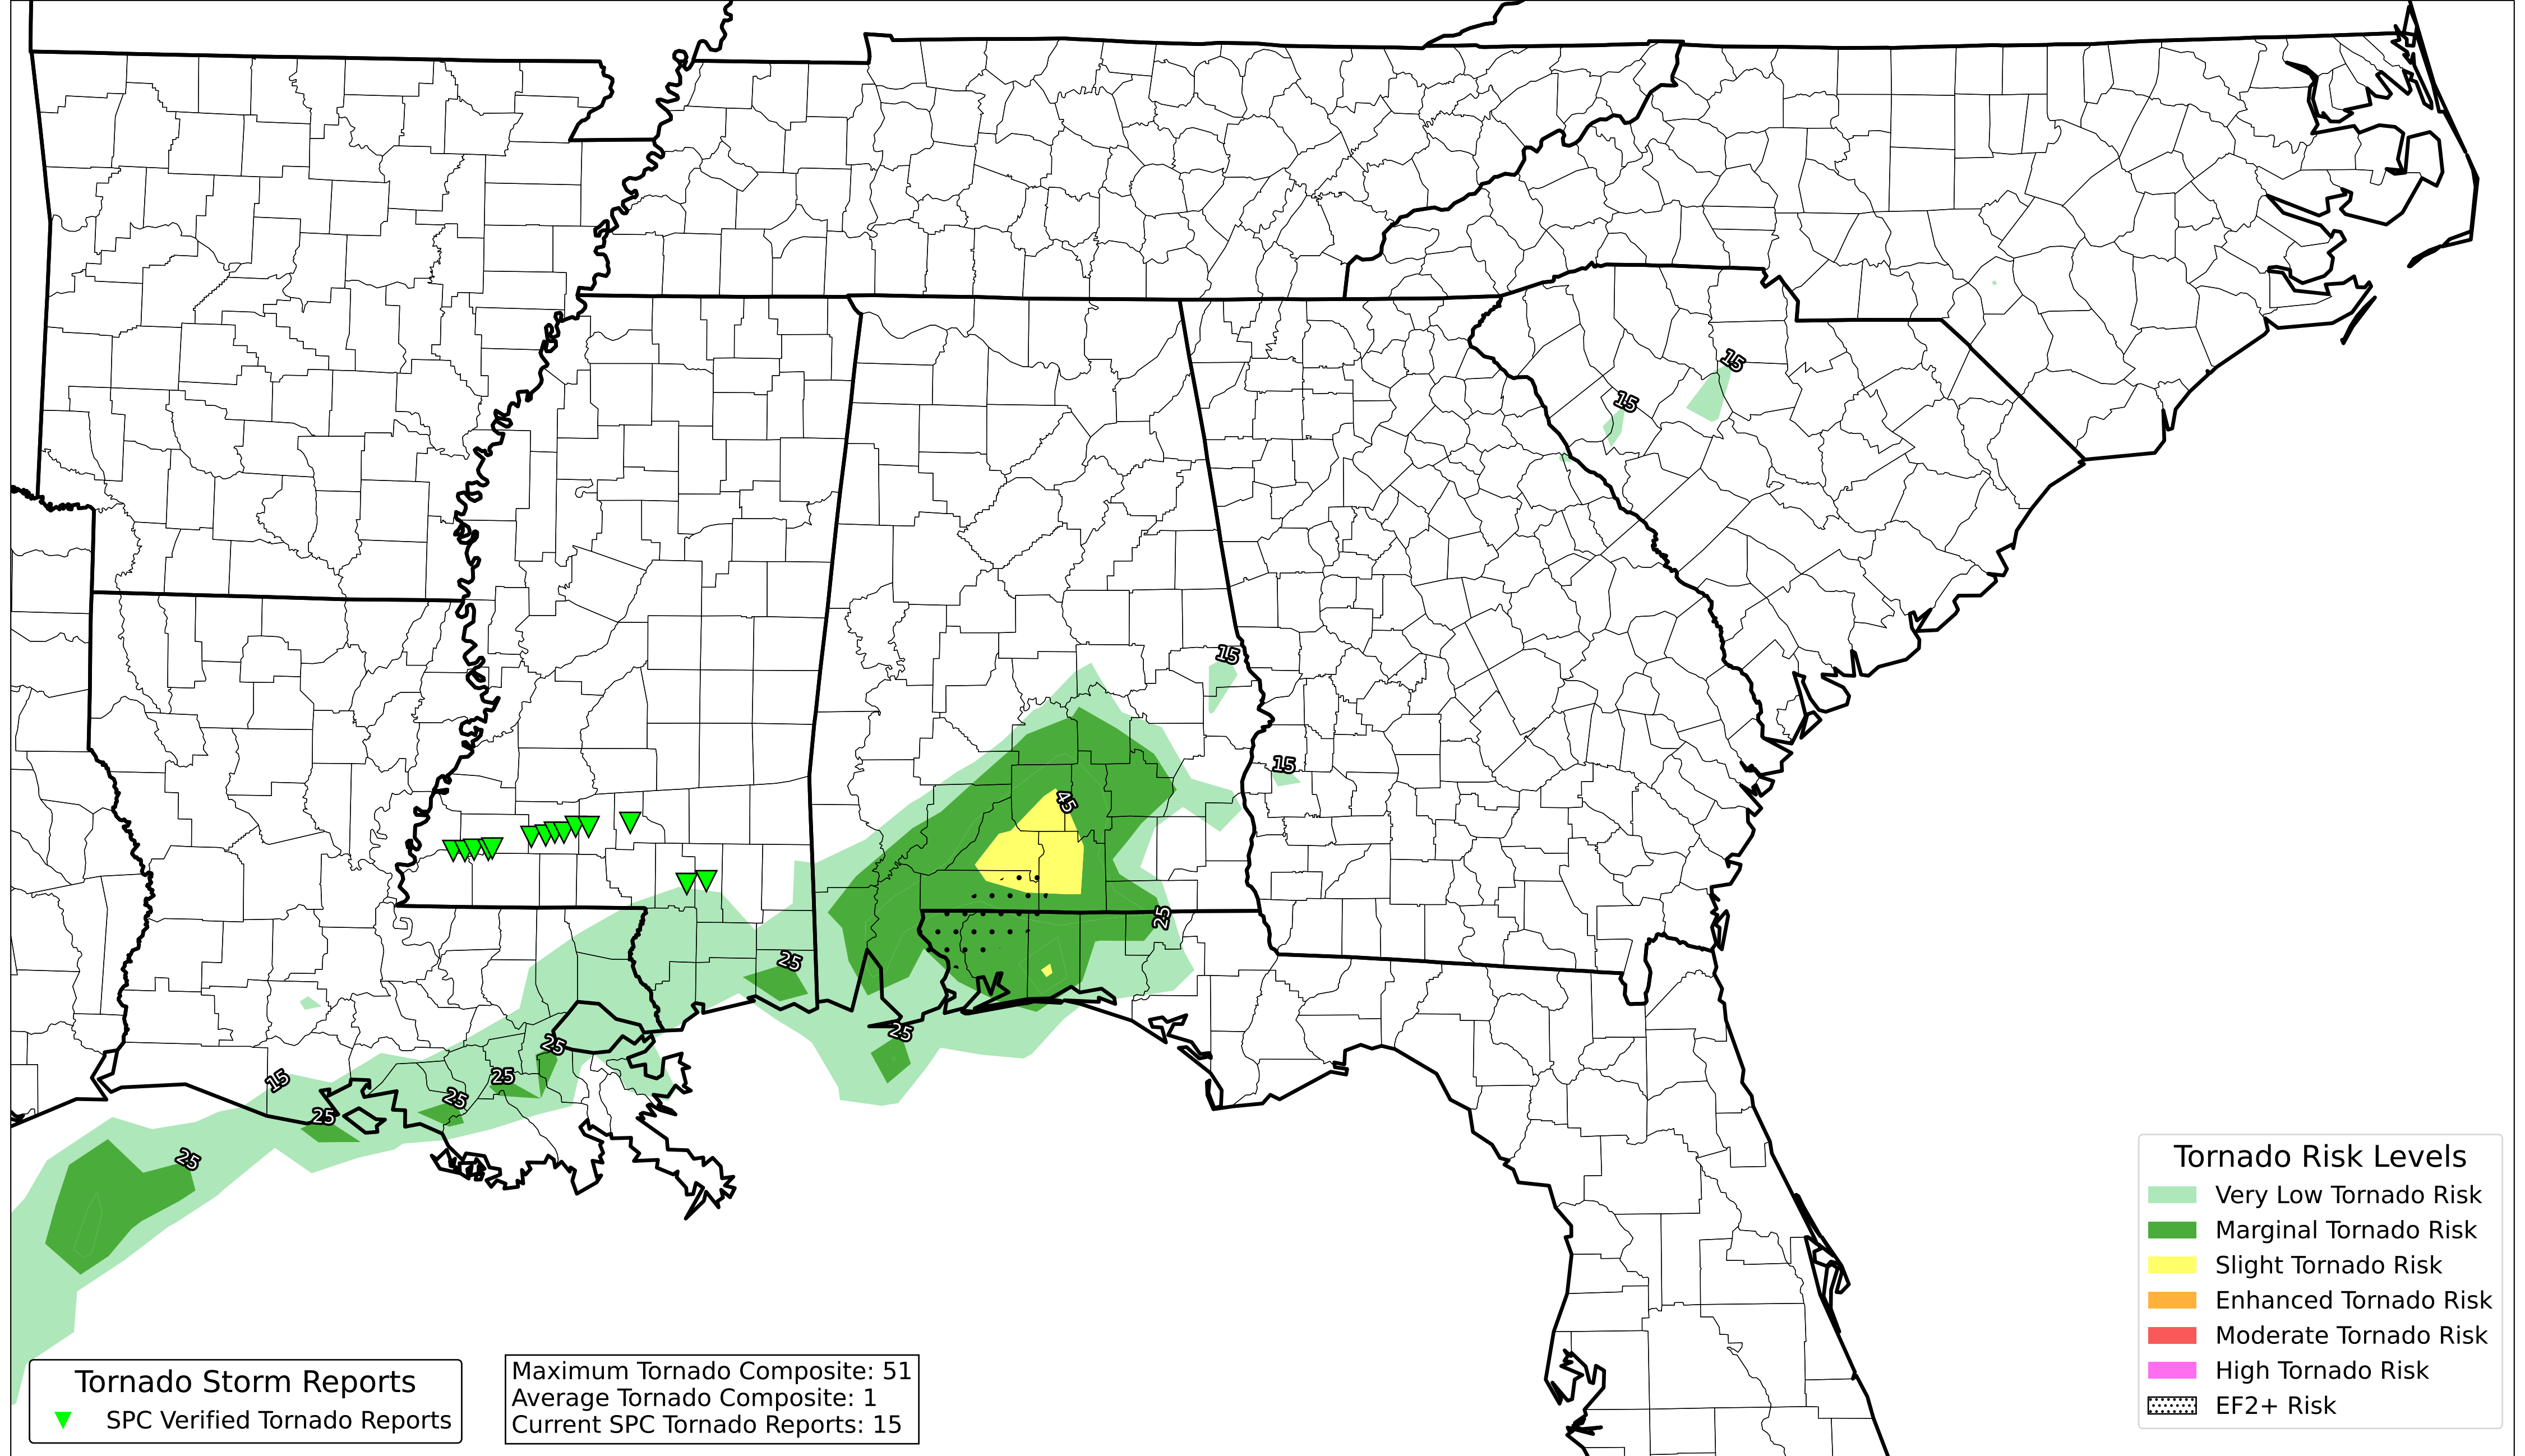 15
15
15
15
45
25
25
25
25
25
15
25
25
25
Tornado Risk Levels
Very Low Tornado Risk
Marginal Tornado Risk
Slight Tornado Risk
Enhanced Tornado Risk
Moderate Tornado Risk
High Tornado Risk
EF2+ Risk
Tornado Storm Reports
SPC Verified Tornado Reports
Maximum Tornado Composite: 51
Average Tornado Composite: 1
Current SPC Tornado Reports: 15